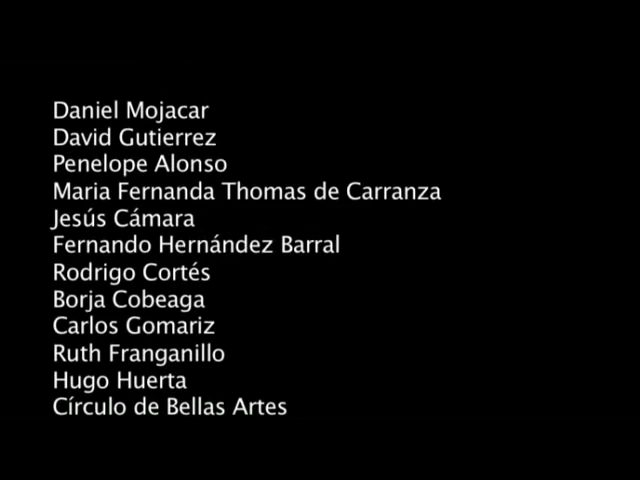 Daniel Mojacar
David Gutierrez
Penelope Alonso
Maria Fernanda Thomas de Carranza
Jesús Cámara
Fernando Hernández Barral
Rodrigo Cortés
Borja Cobeaga
Carlos Gomariz
Ruth Franganillo
Hugo Huerta
Círculo de Bellas Artes